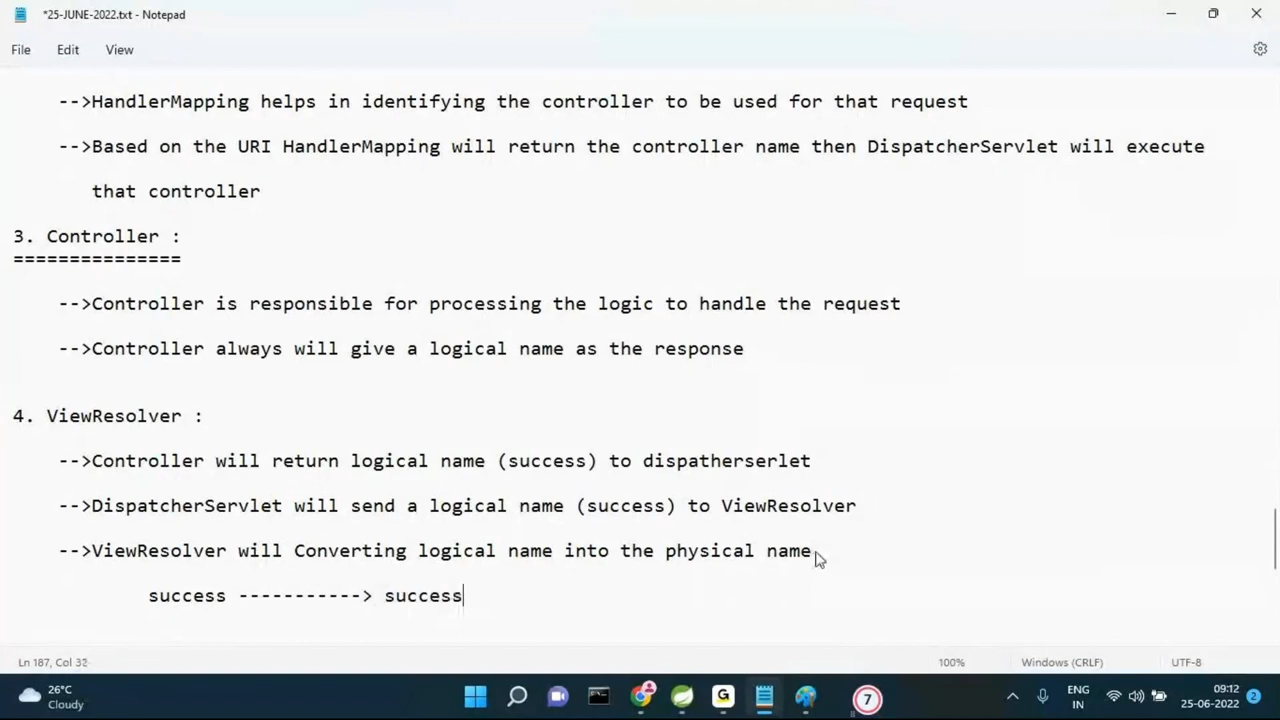 *25-JUNE-2022.txt - Notepad
File Edit View
-->HandlerMapping helps in identifying the controller to be used for that request
-->Based on the URI HandlerMapping will return the controller name then DispatcherServlet will execute
that controller
3. Controller :
===============
-->Controller is responsible for processing the logic to handle the request
-->Controller always will give a logical name as the response
4. ViewResolver :
-->Controller will return logical name (success) to dispatherserlet
-->DispatcherServlet will send a logical name (success) to ViewResolver
-->ViewResolver will Converting logical name into the physical name
success -----------> success
Ln 187, Col 32 100% Windows (CRLF) UTF-8
26°C
Cloudy
G
7
ENG
IN
09:12
25-06-2022
2